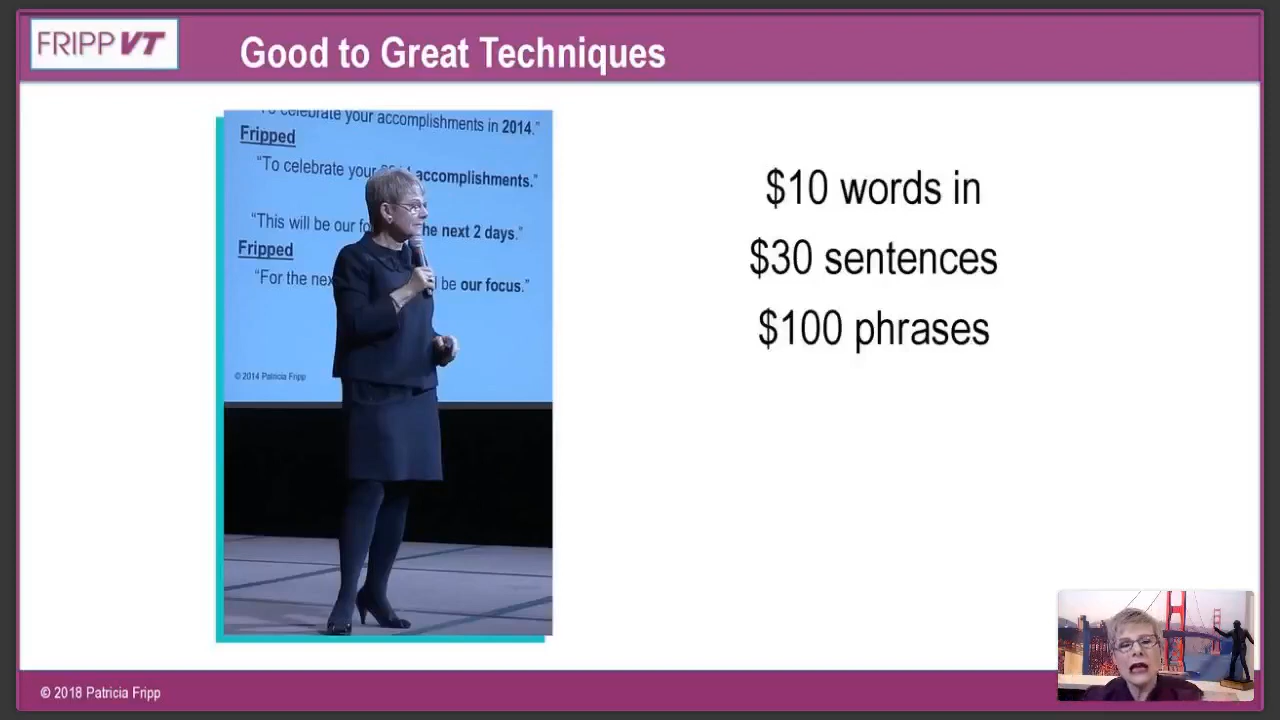 FRIPP VT
Good to Great Techniques
"To celebrate your accomplishments in 2014."
Fripped
"To celebrate your accomplishments."
"This will be our the next 2 days."
Fripped
"For the be our focus."
© 2014 Patricia Fripp
$10 words in
$30 sentences
$100 phrases
© 2018 Patricia Fripp